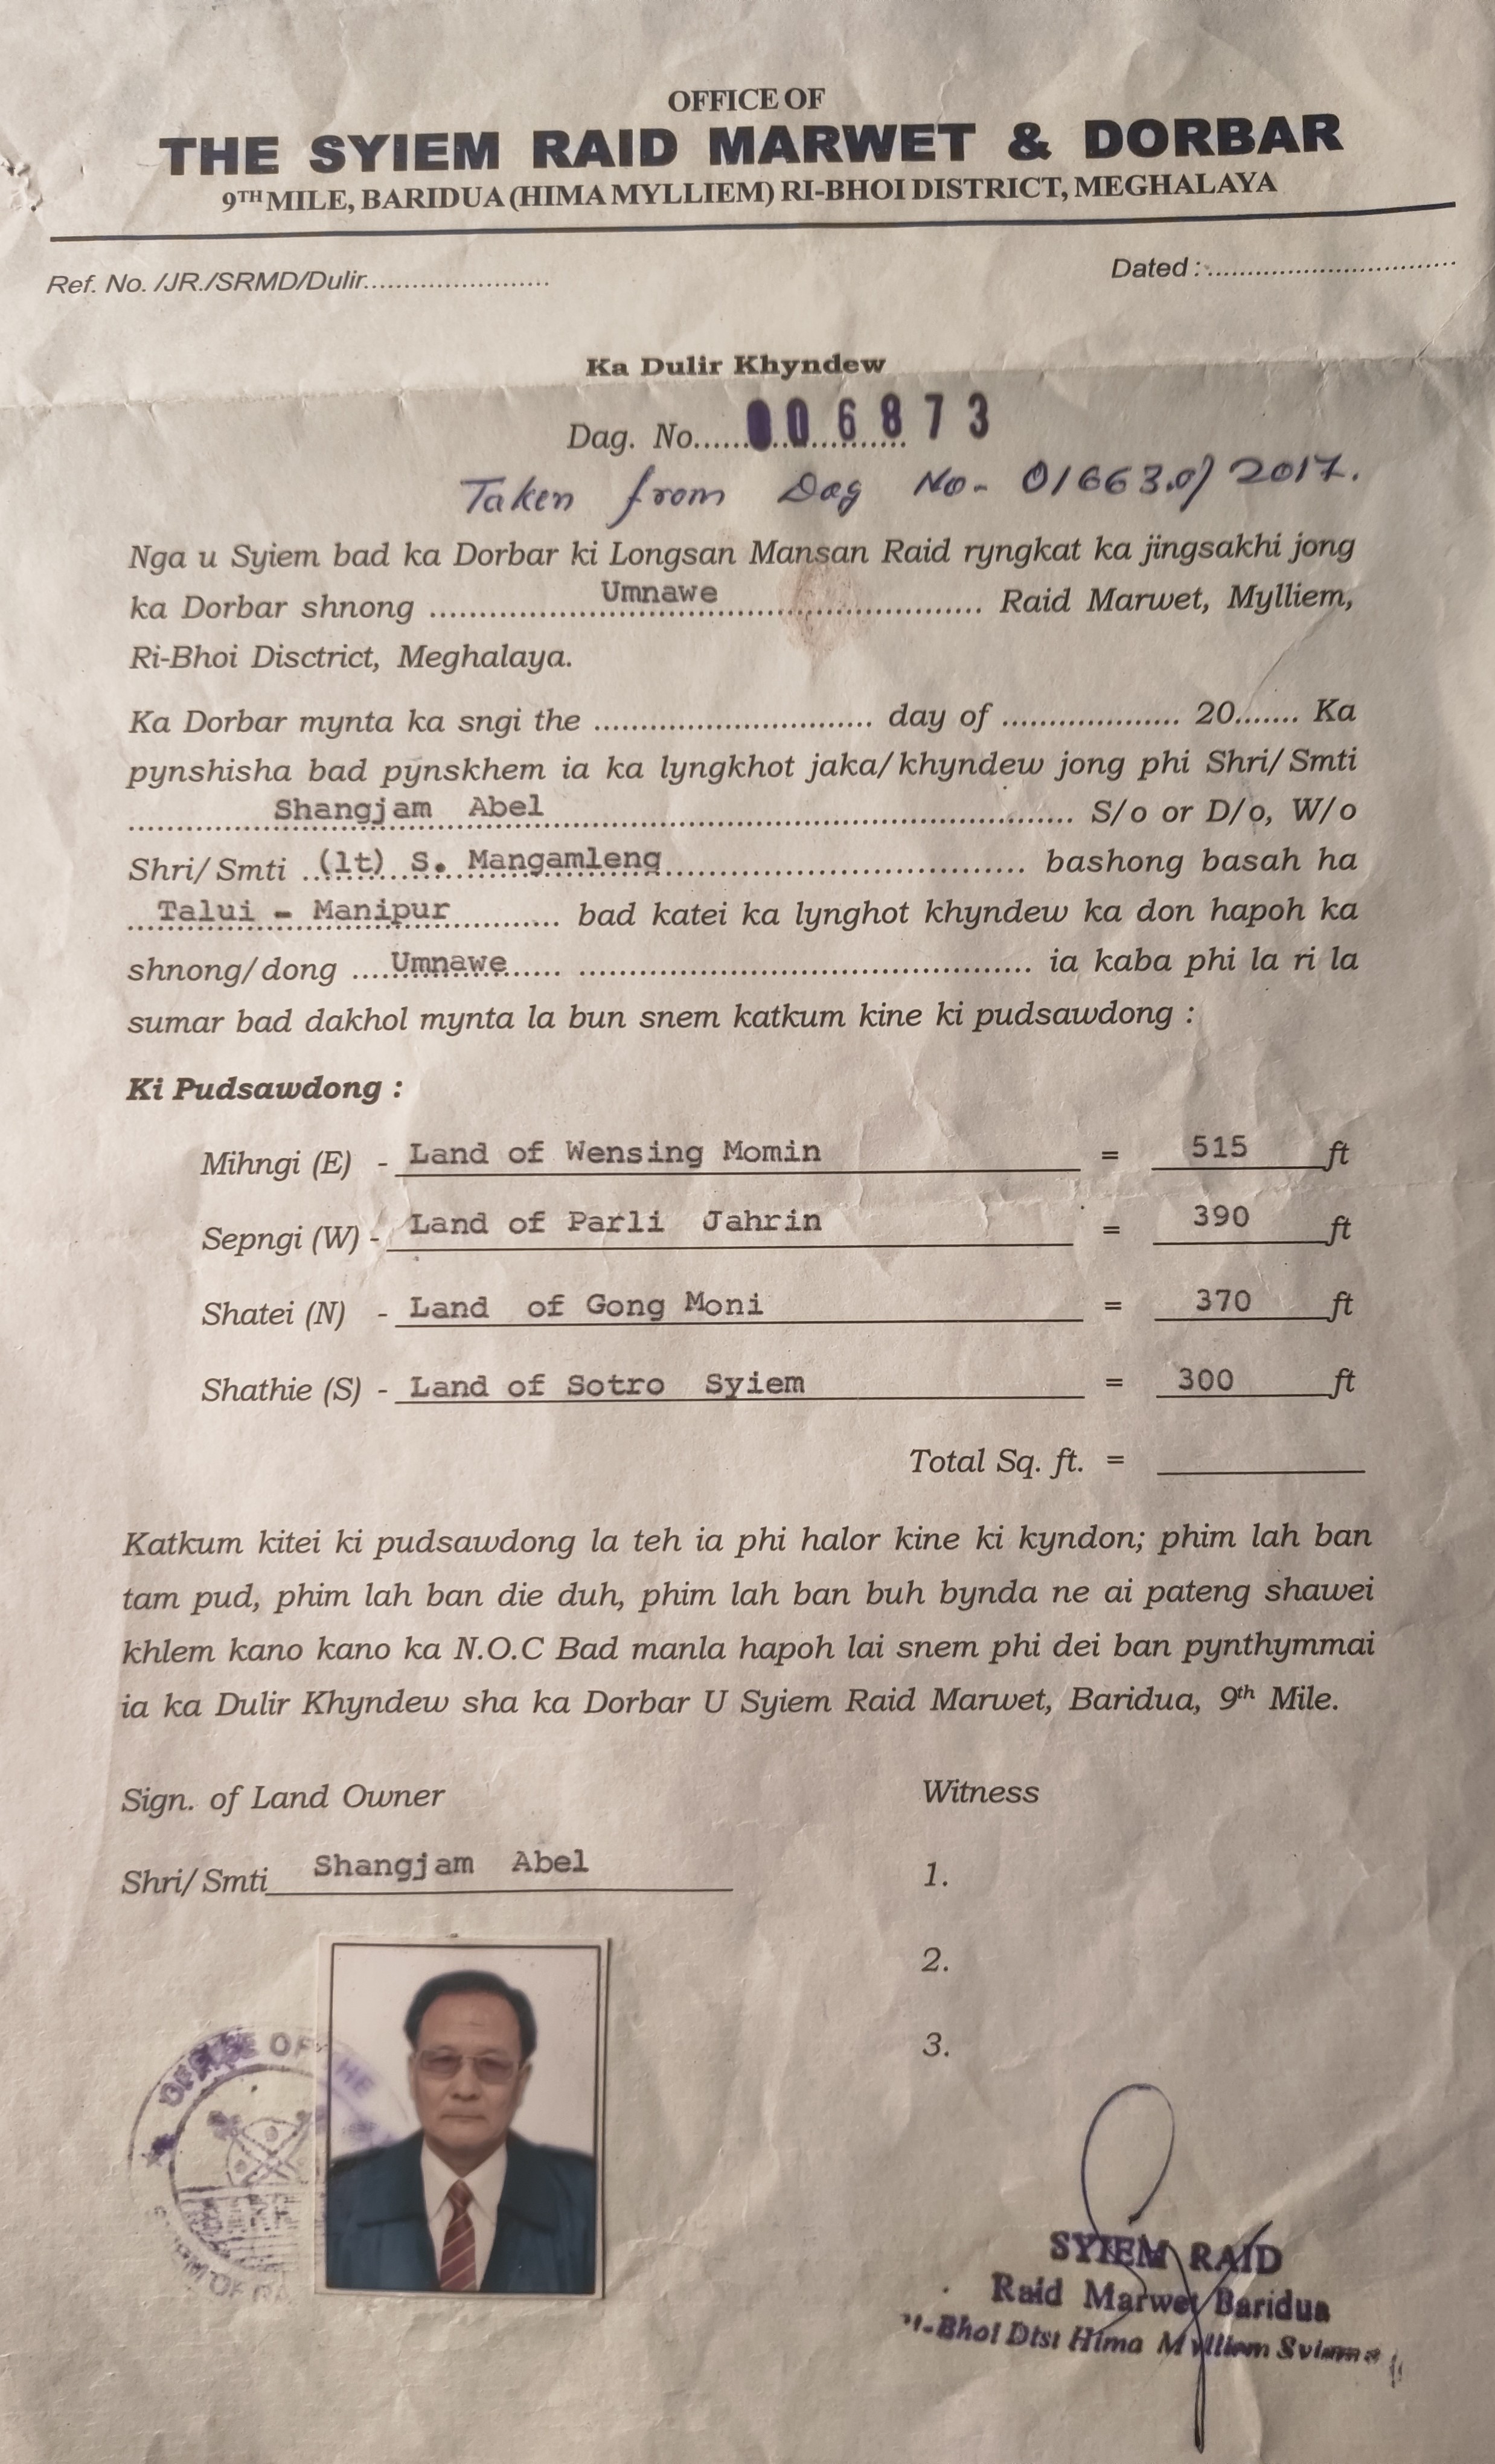 OFFICE OF
THE SYIEM RAID MARWET & DORBAR
9TH MILE, BARIDUA (HIMA MYLLIEM) RI-BHOI DISTRICT, MEGHALAYA
Ref. No. /JR./SRMD/Dulir....................... Dated :...............................
Ka Dulir Khyndew
Dag. No. 006873
Taken from Dag No- 01663.of 2017.
Nga u Syiem bad ka Dorbar ki Longsan Mansan Raid ryngkat ka jingsakhi jong
ka Dorbar shnong ........ Umnawe ........ Raid Marwet, Mylliem,
Ri-Bhoi Disctrict, Meghalaya.
Ka Dorbar mynta ka sngi the ............................ day of .................. 20....... Ka
pynshisha bad pynskhem ia ka lyngkhot jaka/khyndew jong phi Shri/Smti
........ Shangjam Abel ........ S/o or D/o, W/o
Shri/Smti (lt) S. Mangamleng ........ bashong basah ha
Talui - Manipur ........ bad katei ka lynghot khyndew ka don hapoh ka
shnong/dong ....Umnawe........ ia kaba phi la ri la
sumar bad dakhol mynta la bun snem katkum kine ki pudsawdong :
Ki Pudsawdong :
Mihngi (E) - Land of Wensing Momin = 515 ft
Sepngi (W) - Land of Parli Jahrin = 390 ft
Shatei (N) - Land of Gong Moni = 370 ft
Shathie (S) - Land of Sotro Syiem = 300 ft
Total Sq. ft. = ________
Katkum kitei ki pudsawdong la teh ia phi halor kine ki kyndon; phim lah ban
tam pud, phim lah ban die duh, phim lah ban buh bynda ne ai pateng shawei
khlem kano kano ka N.O.C Bad manla hapoh lai snem phi dei ban pynthymmai
ia ka Dulir Khyndew sha ka Dorbar U Syiem Raid Marwet, Baridua, 9th Mile.
Sign. of Land Owner Witness
Shri/Smti Shangjam Abel 1.
2.
3.
OFFICE OF THE
SYIEM RAID
Raid Marwet Baridua
Hima